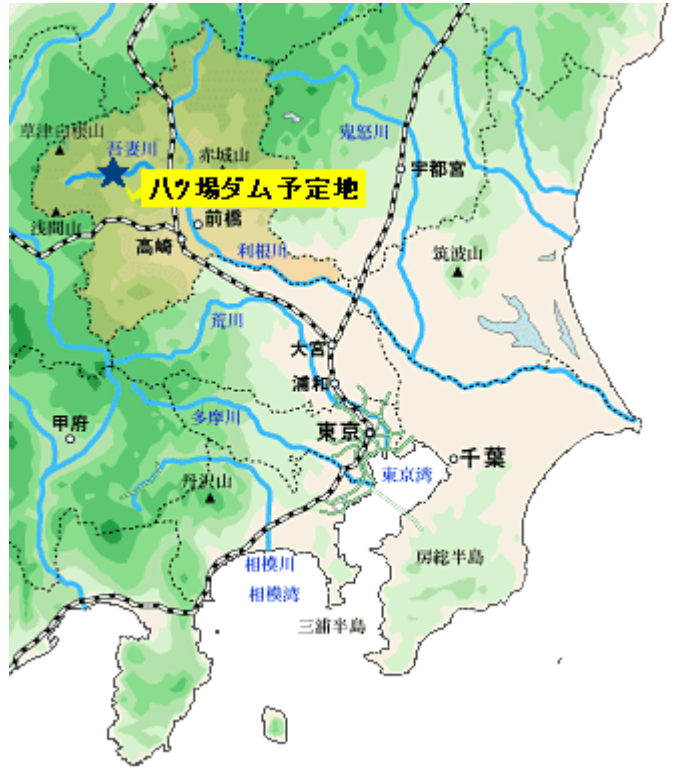 草津白根山
吾妻川
赤城山
鬼怒川
宇都宮
八ツ場ダム予定地
浅間山
前橋
高崎
利根川
筑波山
荒川
大宮
浦和
甲府
多摩川
東京
千葉
東京湾
丹沢山
房総半島
相模川
相模湾
三浦半島